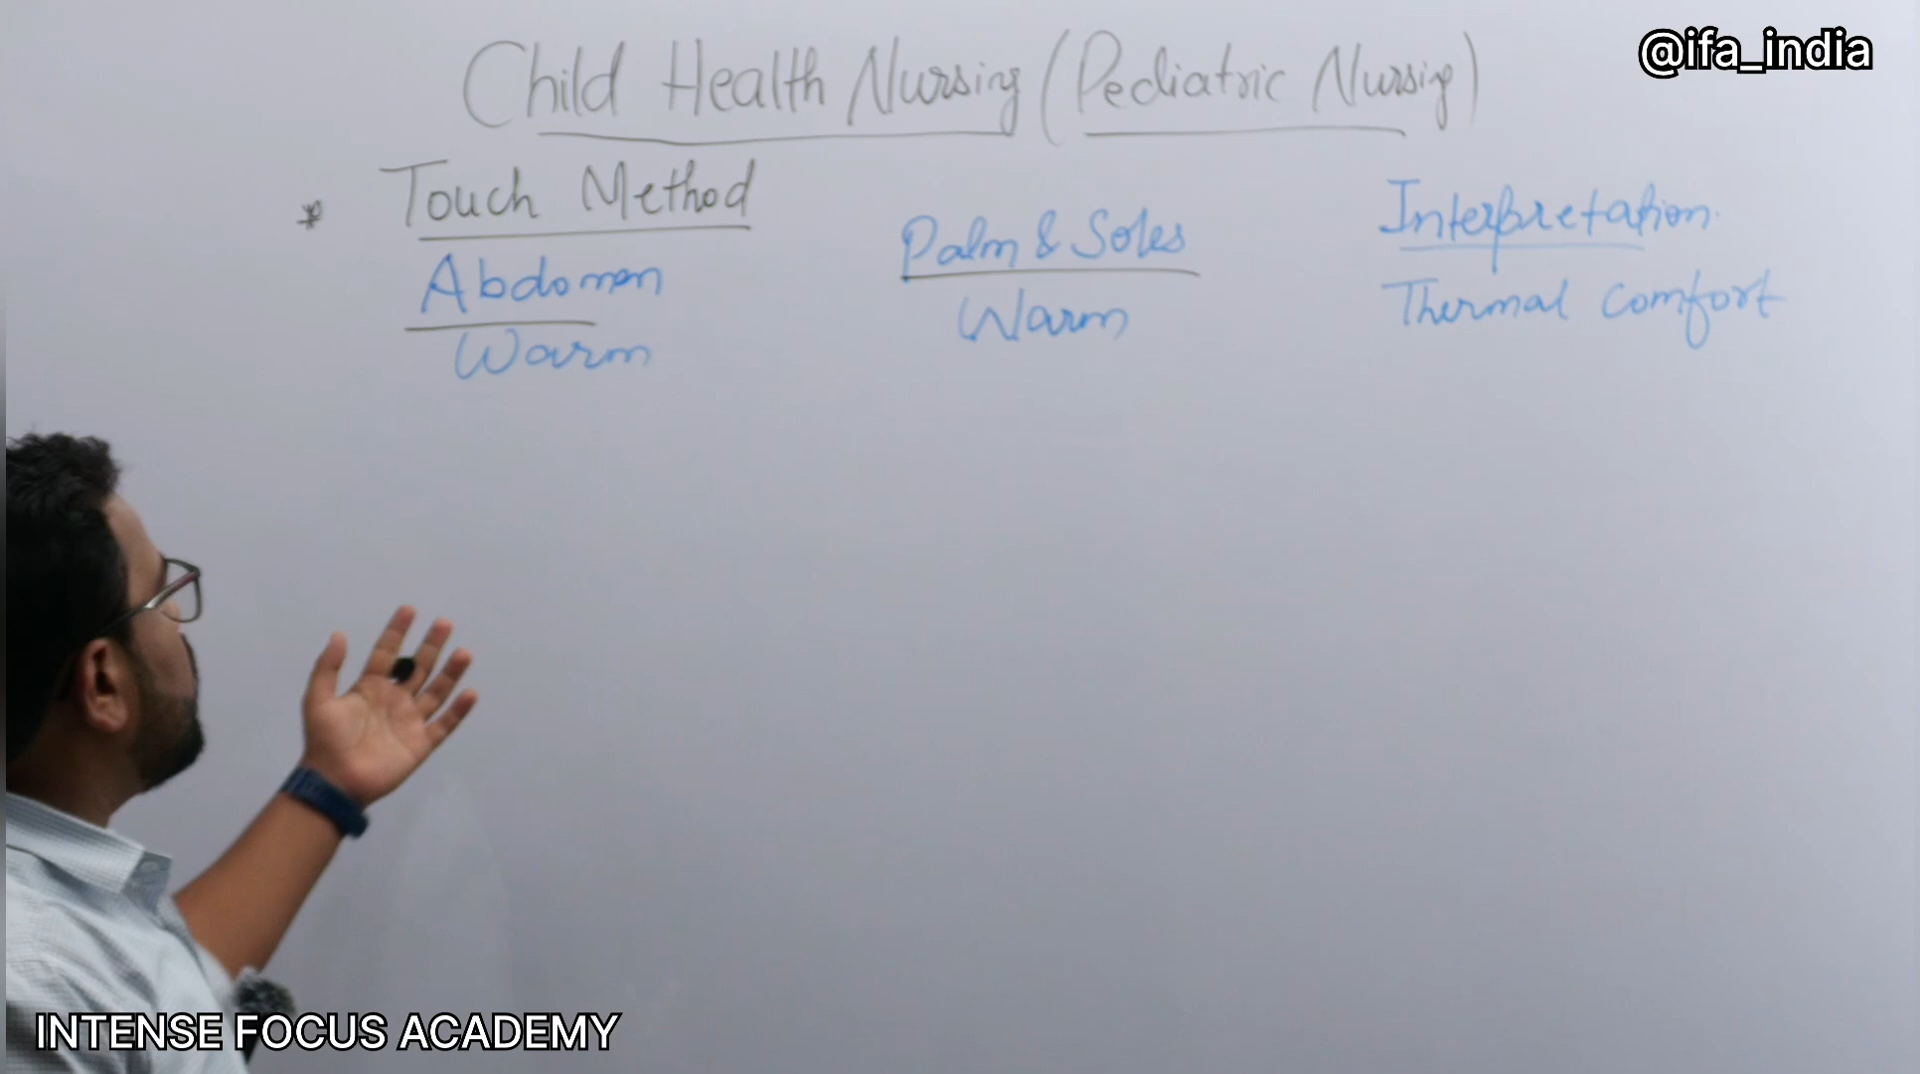 @ifa_india
Child Health Nursing (Pediatric Nursing)
* Touch Method
Abdomen
Palm & Soles
Interpretation
Warm
Warm
Thermal comfort
INTENSE FOCUS ACADEMY